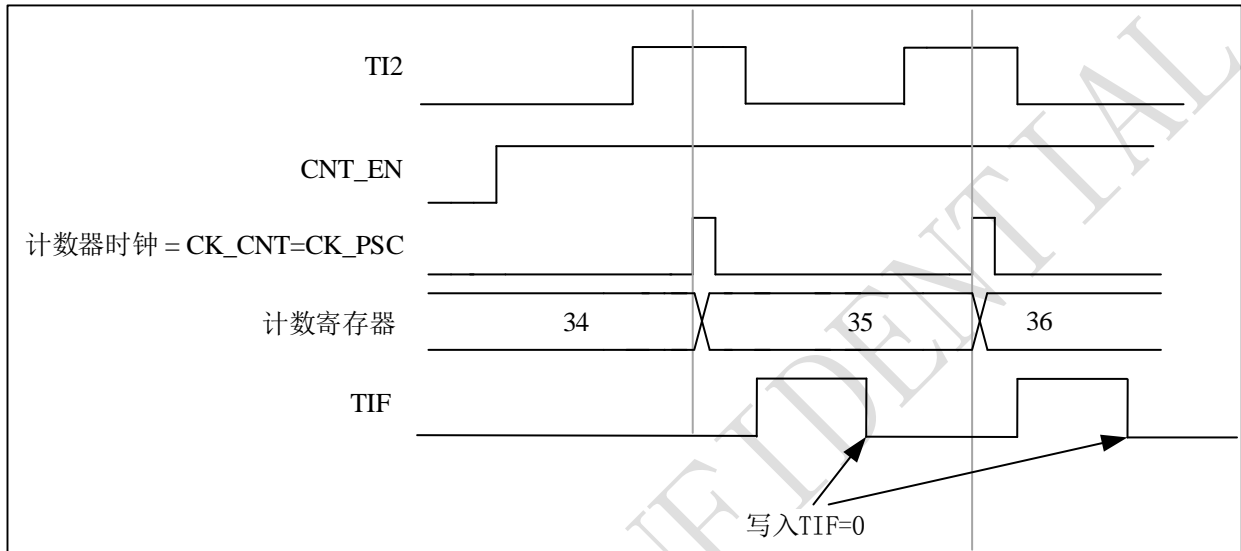 TI2
CNT_EN
计数器时钟 = CK_CNT=CK_PSC
计数寄存器 34 35 36
TIF
写入TIF=0
FIDENTIAL